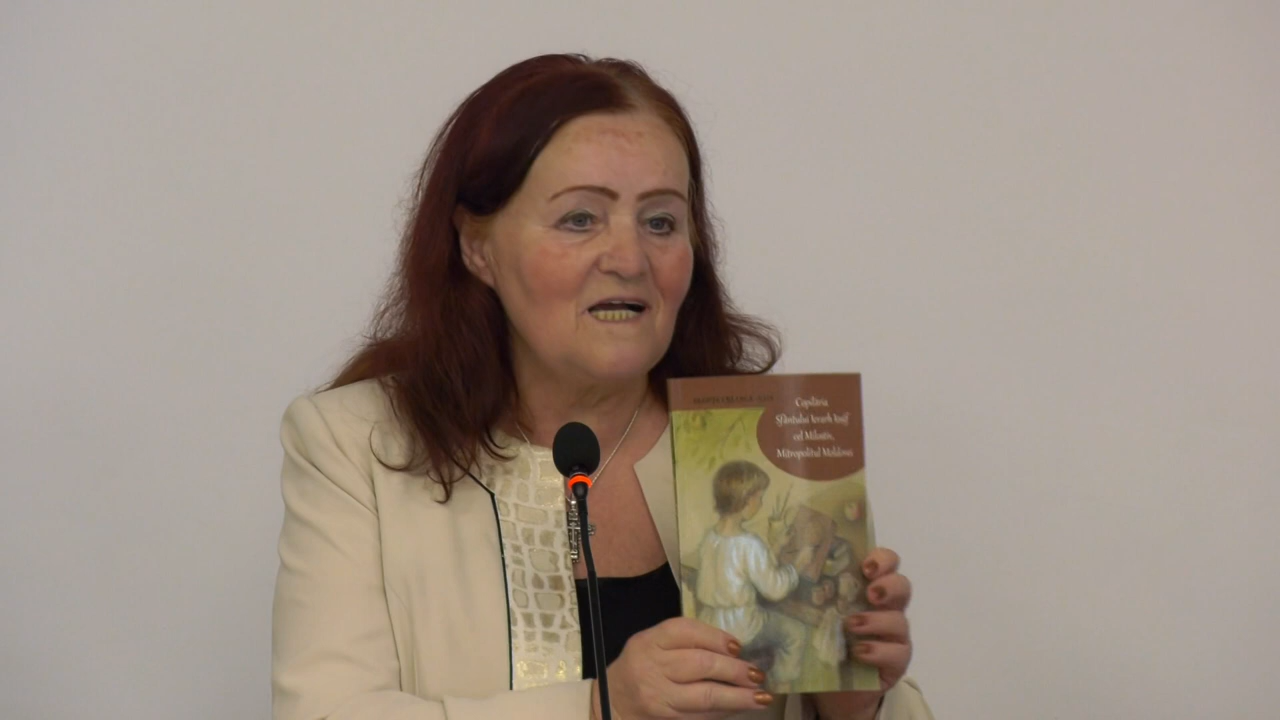 Copilăria
Sfântului Ierarh Iosif
cel Milostiv,
Mitropolitul Moldovei